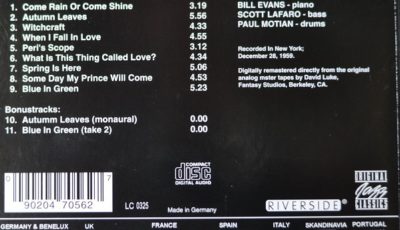 1. Come Rain Or Come Shine 3.19
2. Autumn Leaves 5.56
3. Witchcraft 4.33
4. When I Fall In Love 4.55
5. Peri's Scope 3.12
6. What Is This Thing Called Love? 4.34
7. Spring Is Here 5.06
8. Some Day My Prince Will Come 4.53
9. Blue In Green 5.23
Bonustracks:
10. Autumn Leaves (monaural) 0.00
11. Blue In Green (take 2) 0.00
BILL EVANS - piano
SCOTT LAFARO - bass
PAUL MOTIAN - drums
Recorded In New York;
December 28, 1959.
Digitally remastered directly from the original
analog master tapes by David Luke,
Fantasy Studios, Berkeley, CA.
0 90204 70562 7
LC 0325
COMPACT
disc
DIGITAL AUDIO
Made in Germany
RIVERSIDE
ORIGINAL
Jazz
CLASSICS
GERMANY & BENELUX UK FRANCE SPAIN ITALY SKANDINAVIA PORTUGAL